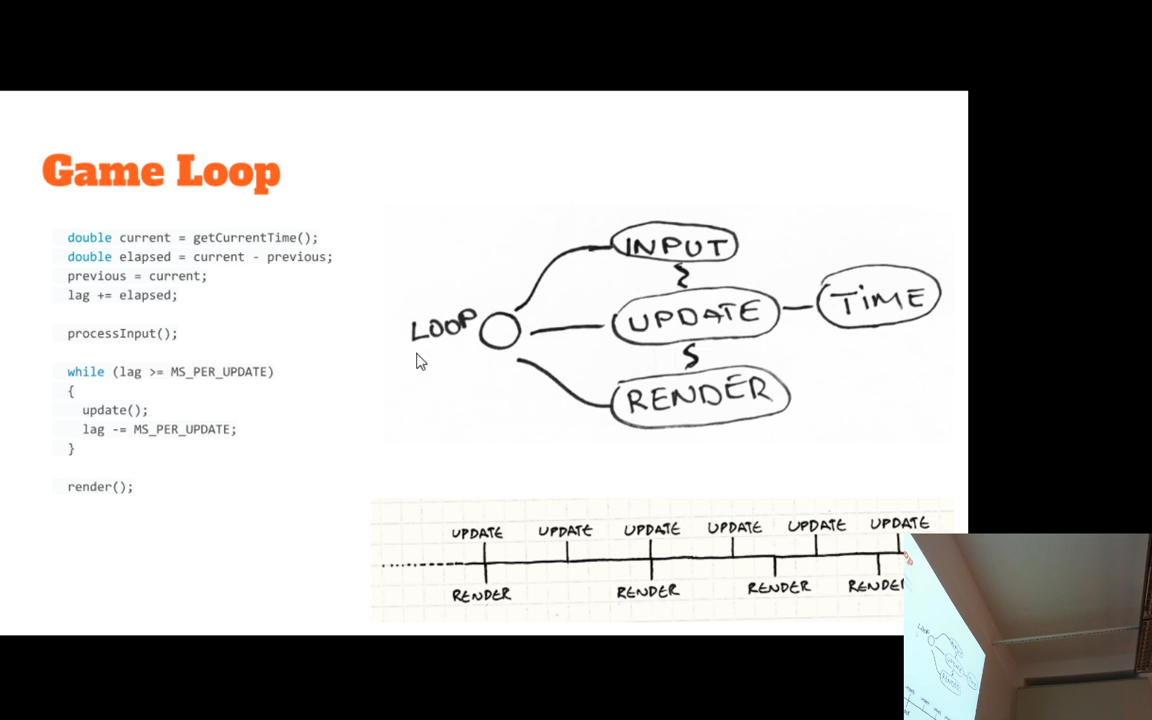 Game Loop
double current = getCurrentTime();
double elapsed = current - previous;
previous = current;
lag += elapsed;
processInput();
while (lag >= MS_PER_UPDATE)
{
update();
lag -= MS_PER_UPDATE;
}
render();
INPUT
LOOP
UPDATE
TIME
RENDER
UPDATE UPDATE UPDATE UPDATE UPDATE UPDATE
RENDER RENDER RENDER RENDER